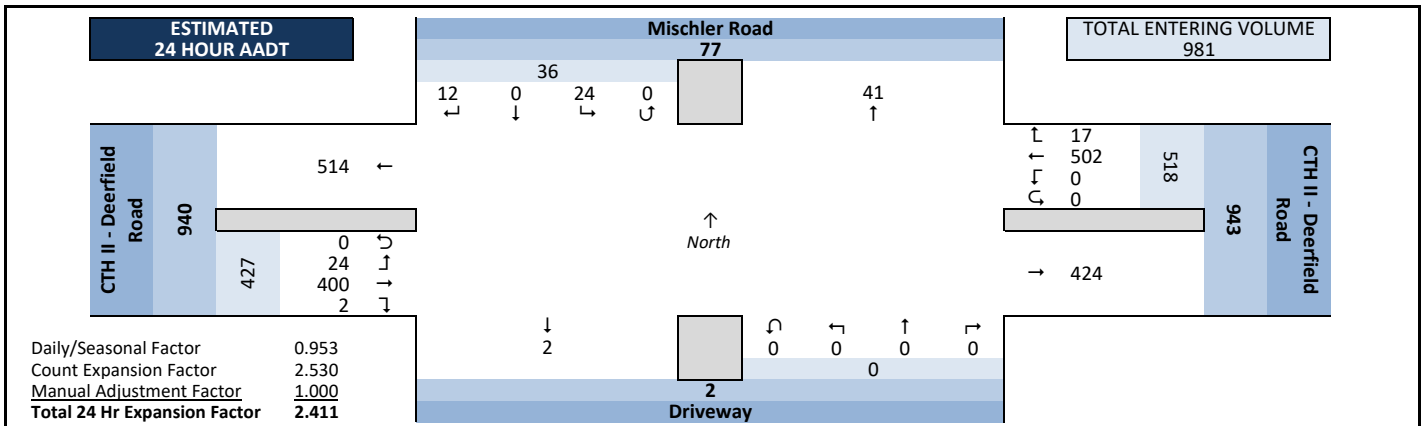 ESTIMATED
24 HOUR AADT
Mischler Road
77
TOTAL ENTERING VOLUME
981
36
12 0 24 0
↵ ↓ ↳ ↺
41
↑
CTH II - Deerfield
Road
940
514 ←
427
0 ⮌
24 ↰
400 →
2 ↴
↑
North
↑ 17
← 502
↓ 0
⮎ 0
518
943
CTH II - Deerfield
Road
→ 424
↓
2
0 0 0 0
0
2
Driveway
Daily/Seasonal Factor 0.953
Count Expansion Factor 2.530
Manual Adjustment Factor 1.000
Total 24 Hr Expansion Factor 2.411